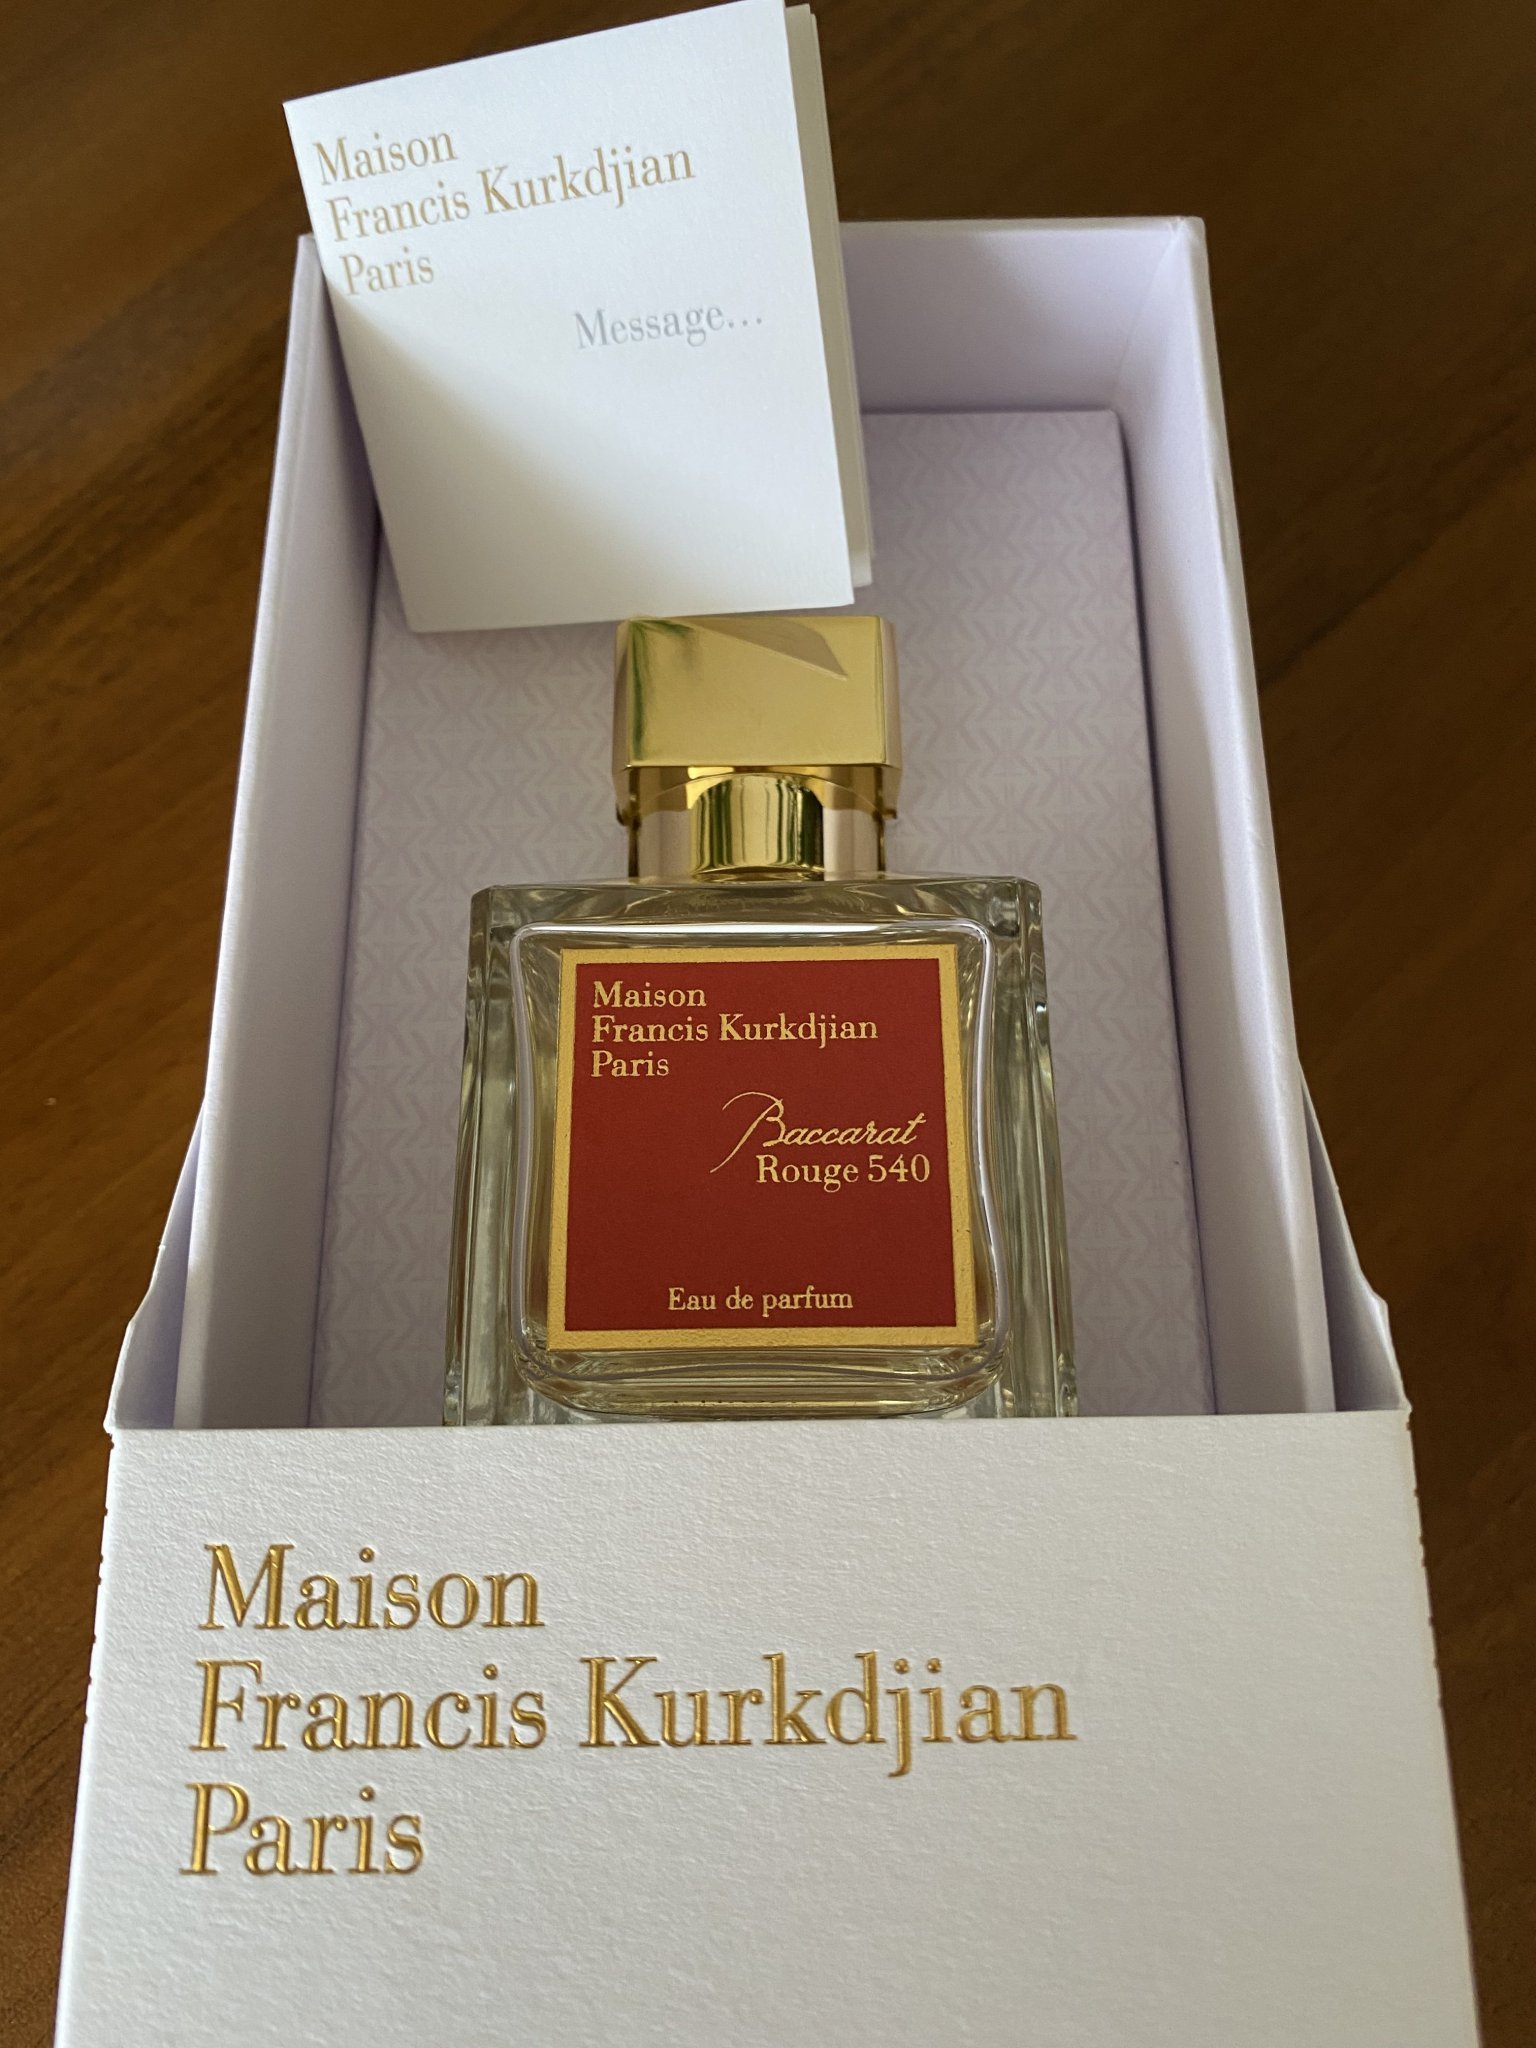 Maison
Francis Kurkdjian
Paris
Message...
Maison
Francis Kurkdjian
Paris
Baccarat
Rouge 540
Eau de parfum
Maison
Francis Kurkdjian
Paris